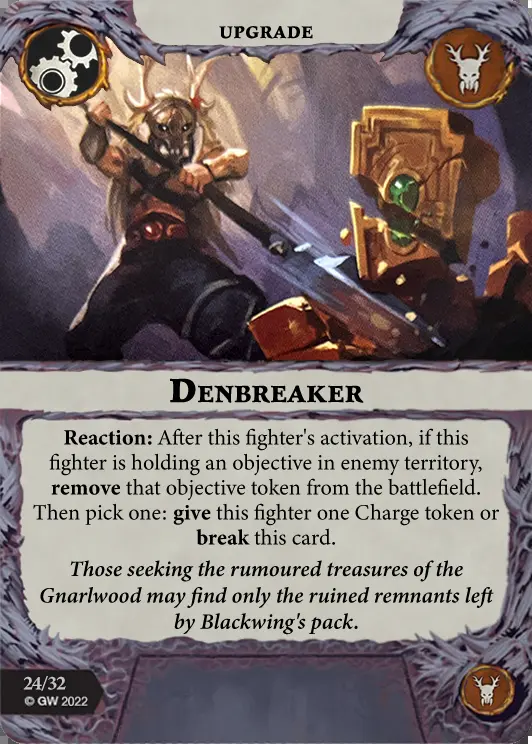 UPGRADE
DENBREAKER
Reaction: After this fighter's activation, if this
fighter is holding an objective in enemy territory,
remove that objective token from the battlefield.
Then pick one: give this fighter one Charge token or
break this card.
Those seeking the rumoured treasures of the
Gnarlwood may find only the ruined remnants left
by Blackwing's pack.
24/32
© GW 2022